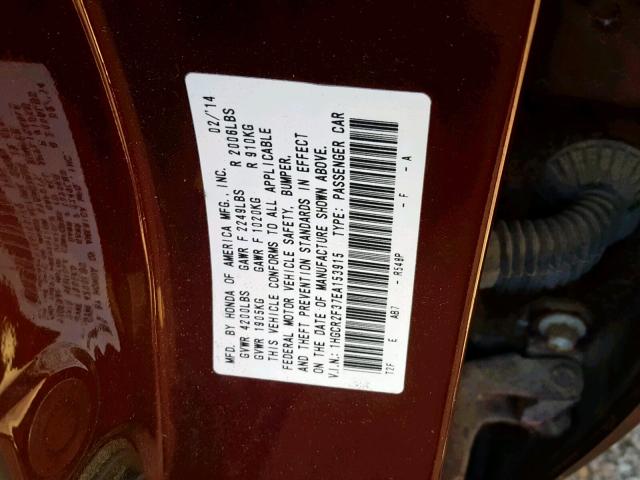 MFD. BY HONDA OF AMERICA MFG., INC. 02/'14
GVWR 4200LBS GAWR F 2249LBS R 2006LBS
GVWR 1905KG GAWR F 1020KG R 910KG
THIS VEHICLE CONFORMS TO ALL APPLICABLE
FEDERAL MOTOR VEHICLE SAFETY, BUMPER,
AND THEFT PREVENTION STANDARDS IN EFFECT
ON THE DATE OF MANUFACTURE SHOWN ABOVE.
V.I.N: 1HGCR2F37EA153915 TYPE: PASSENGER CAR
T2F E AB7 - R548P - F - A